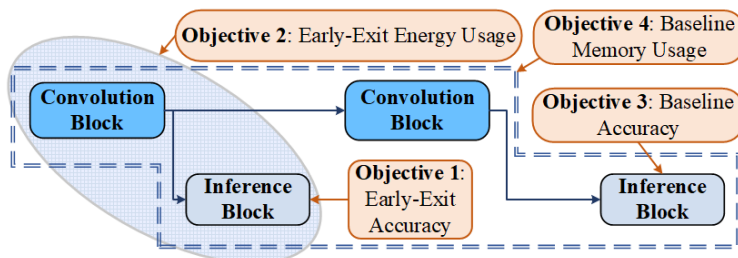 Objective 2: Early-Exit Energy Usage
Objective 4: Baseline
Memory Usage
Convolution
Block
Convolution
Block
Objective 3: Baseline
Accuracy
Inference
Block
Objective 1:
Early-Exit
Accuracy
Inference
Block